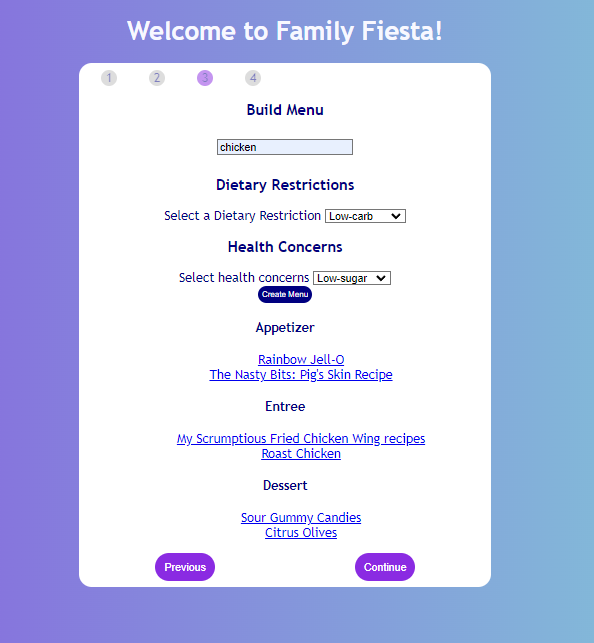 Welcome to Family Fiesta!
1 2 3 4
Build Menu
chicken
Dietary Restrictions
Select a Dietary Restriction Low-carb
Health Concerns
Select health concerns Low-sugar
Create Menu
Appetizer
Rainbow Jell-O
The Nasty Bits: Pig's Skin Recipe
Entree
My Scrumptious Fried Chicken Wing recipes
Roast Chicken
Dessert
Sour Gummy Candies
Citrus Olives
Previous Continue